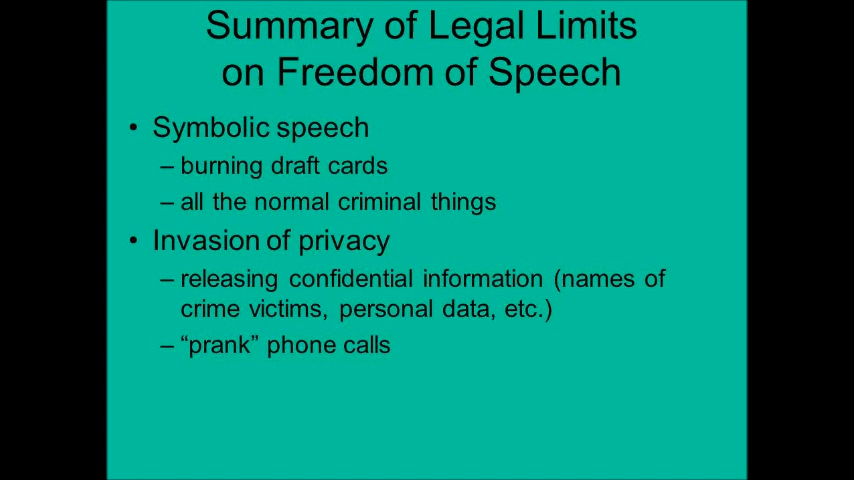 Summary of Legal Limits
on Freedom of Speech
• Symbolic speech
– burning draft cards
– all the normal criminal things
• Invasion of privacy
– releasing confidential information (names of
crime victims, personal data, etc.)
– “prank” phone calls